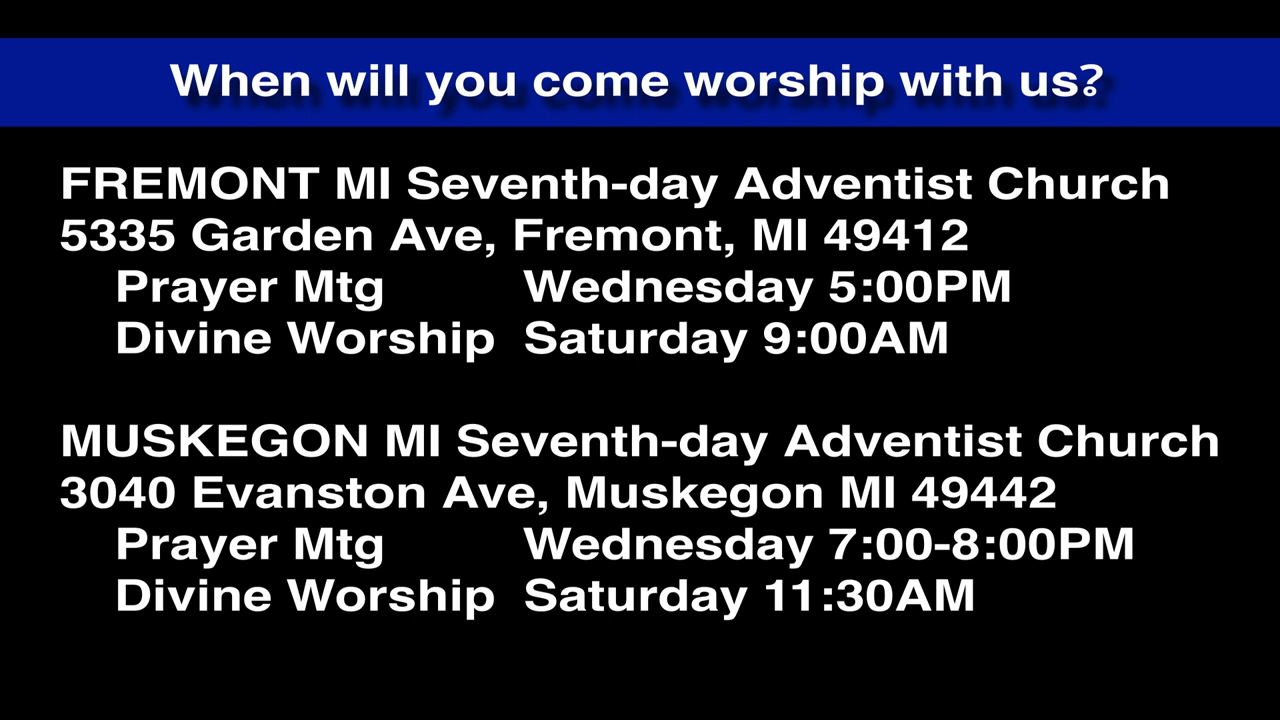 When will you come worship with us?
FREMONT MI Seventh-day Adventist Church
5335 Garden Ave, Fremont, MI 49412
Prayer Mtg Wednesday 5:00PM
Divine Worship Saturday 9:00AM
MUSKEGON MI Seventh-day Adventist Church
3040 Evanston Ave, Muskegon MI 49442
Prayer Mtg Wednesday 7:00-8:00PM
Divine Worship Saturday 11:30AM